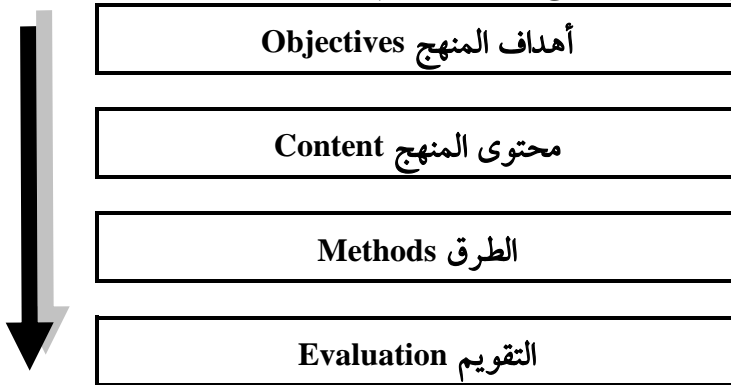 أهداف المنهج Objectives
محتوى المنهج Content
الطرق Methods
التقويم Evaluation